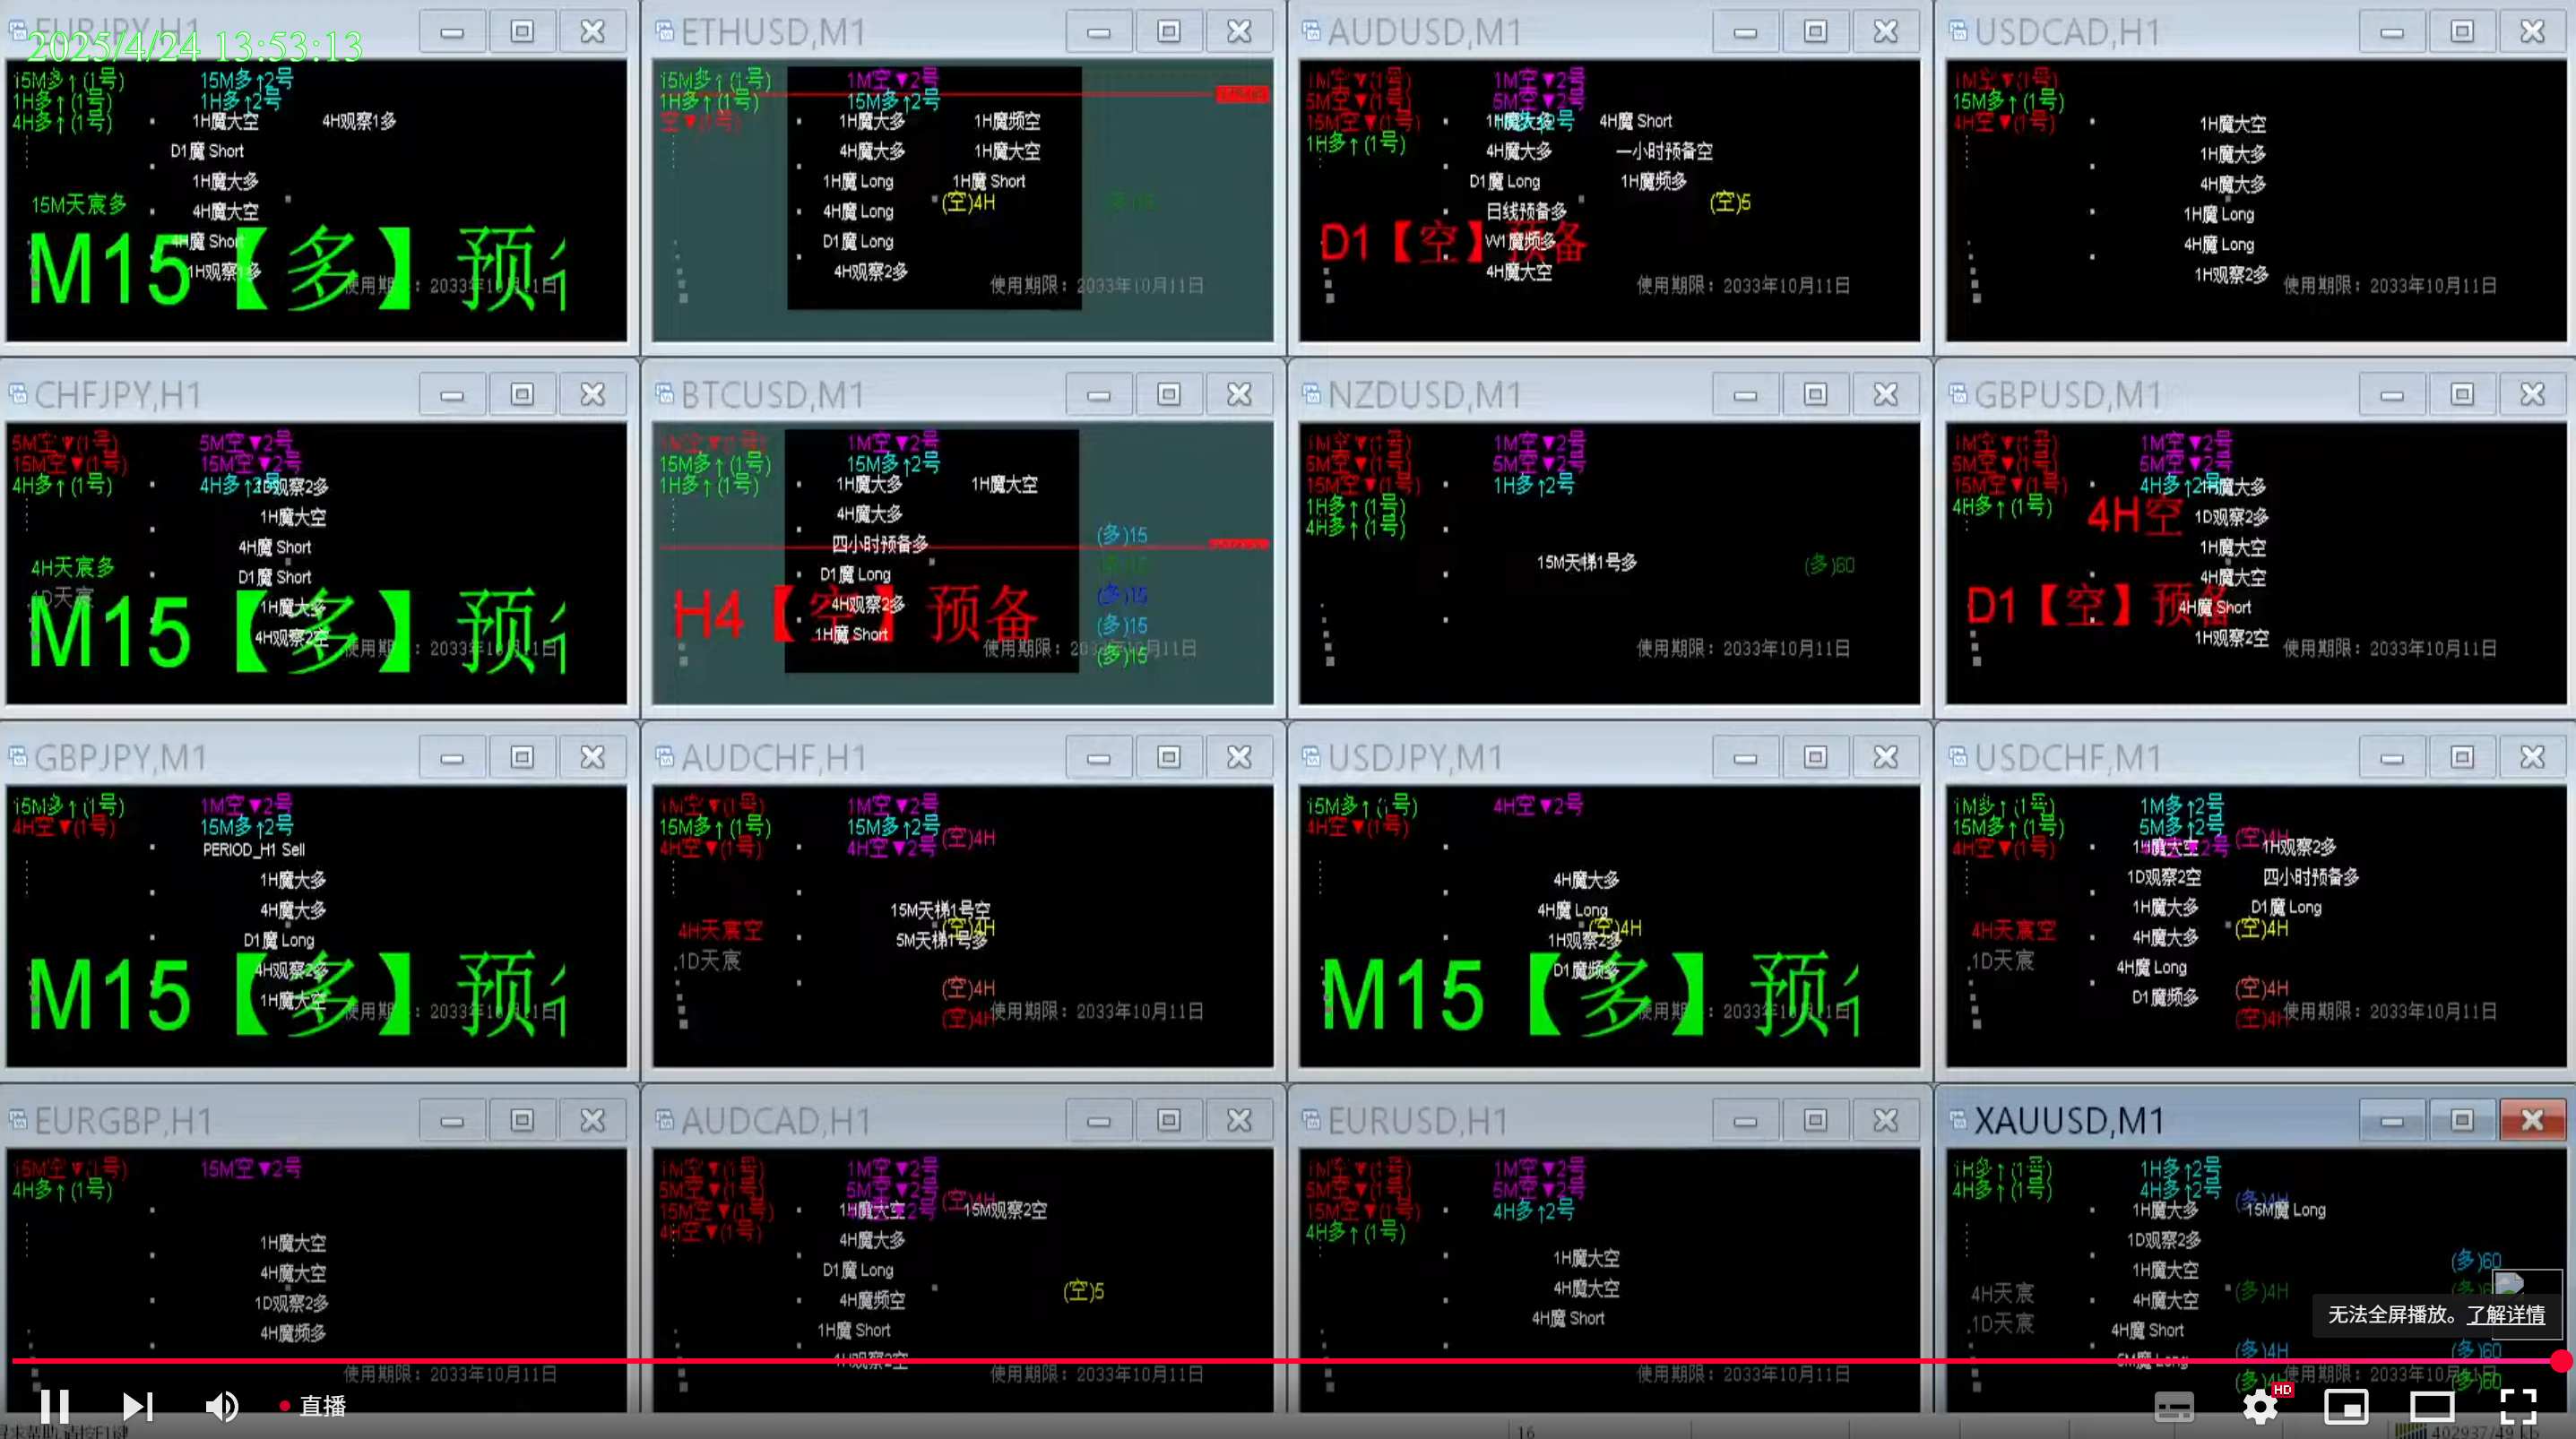 EURJPY,H1
2025/4/24 13:53:13
15M多↑(1号) 15M多↑2号
1H多↑(1号) 1H多↑2号
4H多↑(1号) 1H魔大空 4H观察1多
D1魔 Short
1H魔大多
15M天宸多 4H魔大空
4H魔 Short
M15【多】预
1H观察1多
使用期 : 2033年10月11日
ETHUSD,M1
15M多↑(1号) 1M空▼2号
1H多↑(1号) 15M多↑2号
空▼(1号) 1H魔大多 1H魔频空
4H魔大多 1H魔大空
1H魔 Long 1H魔 Short
(空)4H
4H魔 Long
D1魔 Long
4H观察2多
使用期限：2033年10月11日
AUDUSD,M1
1M空▼(1号) 1M空▼2号
5M空▼(1号) 5M空▼2号
15M空▼(1号) 1H魔大多 4H魔 Short
1H多↑(1号) 4H魔大多 一小时预备空
D1魔 Long 1H魔频多
日线预备多 (空)5
D1【空】预备
W1魔频多
4H魔大空
使用期限：2033年10月11日
USDCAD,H1
1M空▼(1号)
15M多↑(1号)
4H空▼(1号) 1H魔大空
1H魔大多
4H魔大多
1H魔 Long
4H魔 Long
1H观察2多
使用期限：2033年10月11日
CHFJPY,H1
5M空▼(1号) 5M空▼2号
15M空▼(1号) 15M空▼2号
4H多↑(1号) 4H多↑2号 1D观察2多
1H魔大空
4H魔 Short
4H天宸多 D1魔 Short
1D天宸 1H魔大多
M15【多】预
4H观察2空
使用期 : 2033年10月11日
BTCUSD,M1
1M空▼(1号) 1M空▼2号
15M多↑(1号) 15M多↑2号
1H多↑(1号) 1H魔大多 1H魔大空
4H魔大多
(多)15
四小时预备多
D1魔 Long
(多)15
4H观察2多
H4【空】预备
(多)15
1H魔 Short
使用期限：2033年10月11日
(多)15
NZDUSD,M1
1M空▼(1号) 1M空▼2号
5M空▼(1号) 5M空▼2号
15M空▼(1号) 1H多↑2号
1H多↑(1号)
4H多↑(1号)
15M天梯1号多 (多)60
使用期限：2033年10月11日
GBPUSD,M1
1M空▼(1号) 1M空▼2号
5M空▼(1号) 5M空▼2号
15M空▼(1号) 4H多↑2号 1H魔大多
4H多↑(1号) 4H空 1D观察2多
1H魔大空
4H魔大空
D1【空】预备
4H魔 Short
1H观察2空
使用期限：2033年10月11日
GBPJPY,M1
15M多↑(1号) 1M空▼2号
4H空▼(1号) 15M多↑2号
PERIOD_H1 Sell
1H魔大多
4H魔大多
D1魔 Long
4H观察2多
M15【多】预
1H魔大空
使用期 : 2033年10月11日
AUDCHF,H1
1M空▼(1号) 1M空▼2号
15M多↑(1号) 15M多↑2号
4H空▼(1号) 4H空▼2号 (空)4H
15M天梯1号空
4H天宸空 (空)4H
5M天梯1号多
1D天宸
(空)4H
(空)4H
使用期限：2033年10月11日
USDJPY,M1
15M多↑(1号) 4H空▼2号
4H空▼(1号)
4H魔大多
4H魔 Long
(空)4H
1H观察2多
D1魔频多
M15【多】预
使用期 : 2033年10月11日
USDCHF,M1
1M多↑(1号) 1M多↑2号
15M多↑(1号) 5M多↑2号
(空)4H
4H空▼(1号) 1H魔大空 1H观察2多
1D观察2空 四小时预备多
1H魔大多 D1魔 Long
4H天宸空 4H魔大多 (空)4H
1D天宸 4H魔 Long
D1魔频多 (空)4H
(空)4H
使用期限：2033年10月11日
EURGBP,H1
15M空▼(1号) 15M空▼2号
4H多↑(1号)
1H魔大空
4H魔大空
1D观察2多
4H魔频多
使用期限：2033年10月11日
AUDCAD,H1
1M空▼(1号) 1M空▼2号
5M空▼(1号) 5M空▼2号 (空)4H
15M空▼(1号) 1H魔大空 15M观察2空
4H空▼(1号) 4H魔大多
D1魔 Long
4H魔频空 (空)5
1H魔 Short
1H观察2空
使用期限：2033年10月11日
EURUSD,H1
1M空▼(1号) 1M空▼2号
5M空▼(1号) 5M空▼2号
15M空▼(1号) 4H多↑2号
4H多↑(1号)
1H魔大空
4H魔大空
4H魔 Short
使用期限：2033年10月11日
XAUUSD,M1
1H多↑(1号) 1H多↑2号
4H多↑(1号) 4H多↑2号
(多)4H
1H魔大多 15M魔 Long
1D观察2多
(多)60
1H魔大空
4H天宸 4H魔大空 (多)4H
1D天宸 4H魔 Short
无法全屏播放。了解详情
(多)4H (多)60
5M魔 Long
使用期限：2033年10月11日
(多)4H (多)60
直播
HD
16
402937/49 kb